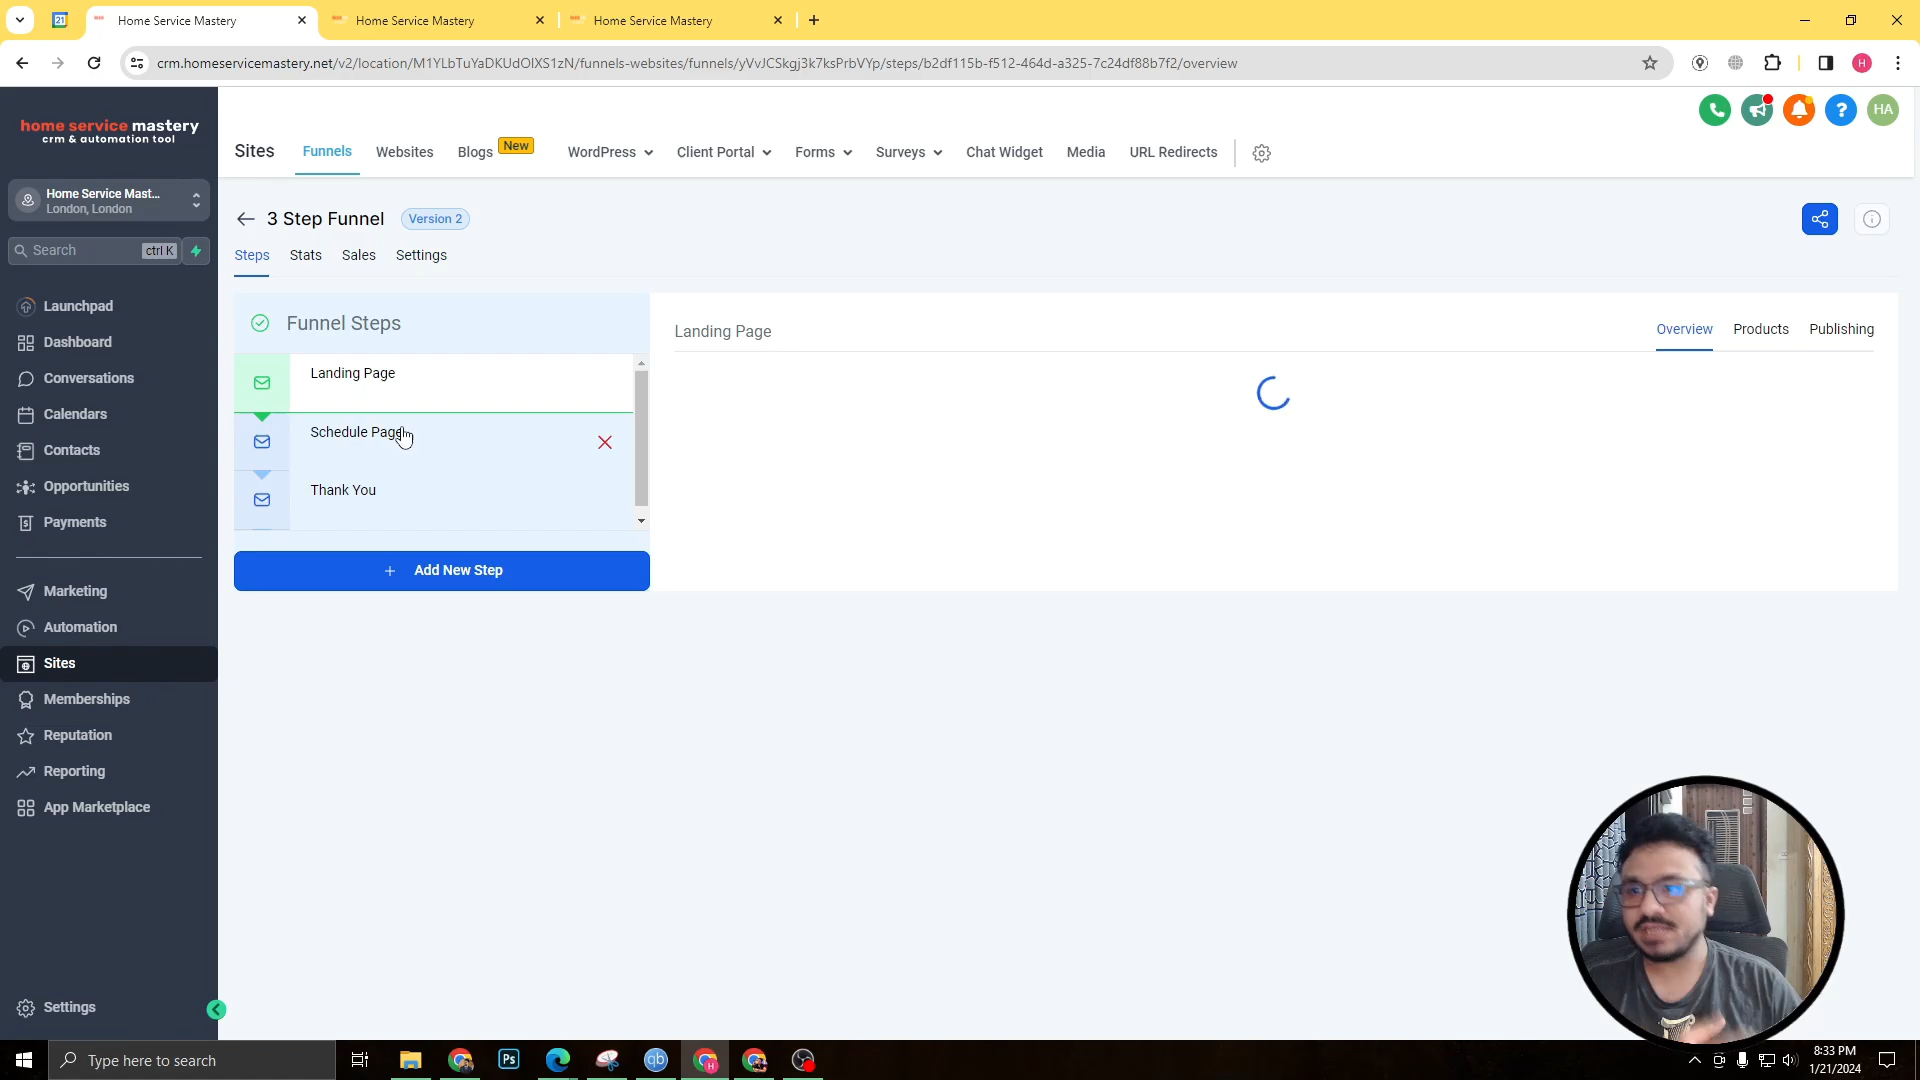 Home Service Mastery
Home Service Mastery
Home Service Mastery
crm.homeservicemastery.net/v2/location/M1YLbTuYaDKUdOlXS1zN/funnels-websites/funnels/yVvJCSkgj3k7ksPrbVYp/steps/b2df115b-f512-464d-a325-7c24df88b7f2/overview
H
home service mastery
crm & automation tool
HA
Sites
Funnels
Websites
Blogs
New
WordPress
Client Portal
Forms
Surveys
Chat Widget
Media
URL Redirects
Home Service Mast...
London, London
Search
ctrl K
3 Step Funnel
Version 2
Steps
Stats
Sales
Settings
Launchpad
Dashboard
Conversations
Calendars
Contacts
Opportunities
Payments
Marketing
Automation
Sites
Memberships
Reputation
Reporting
App Marketplace
Settings
Funnel Steps
Landing Page
Schedule Page
Thank You
+ Add New Step
Landing Page
Overview
Products
Publishing
Type here to search
Ps
qb
8:33 PM
1/21/2024